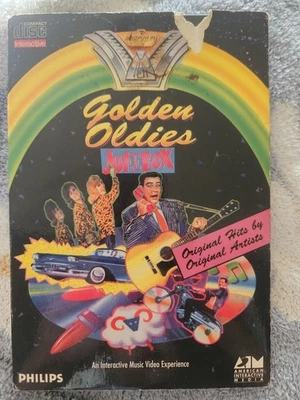 COMPACT
disc
Interactive
Golden
Oldies
JUKEBOX
Original Hits by
Original Artists
An Interactive Music Video Experience
PHILIPS
AIM
AMERICAN
INTERACTIVE
MEDIA